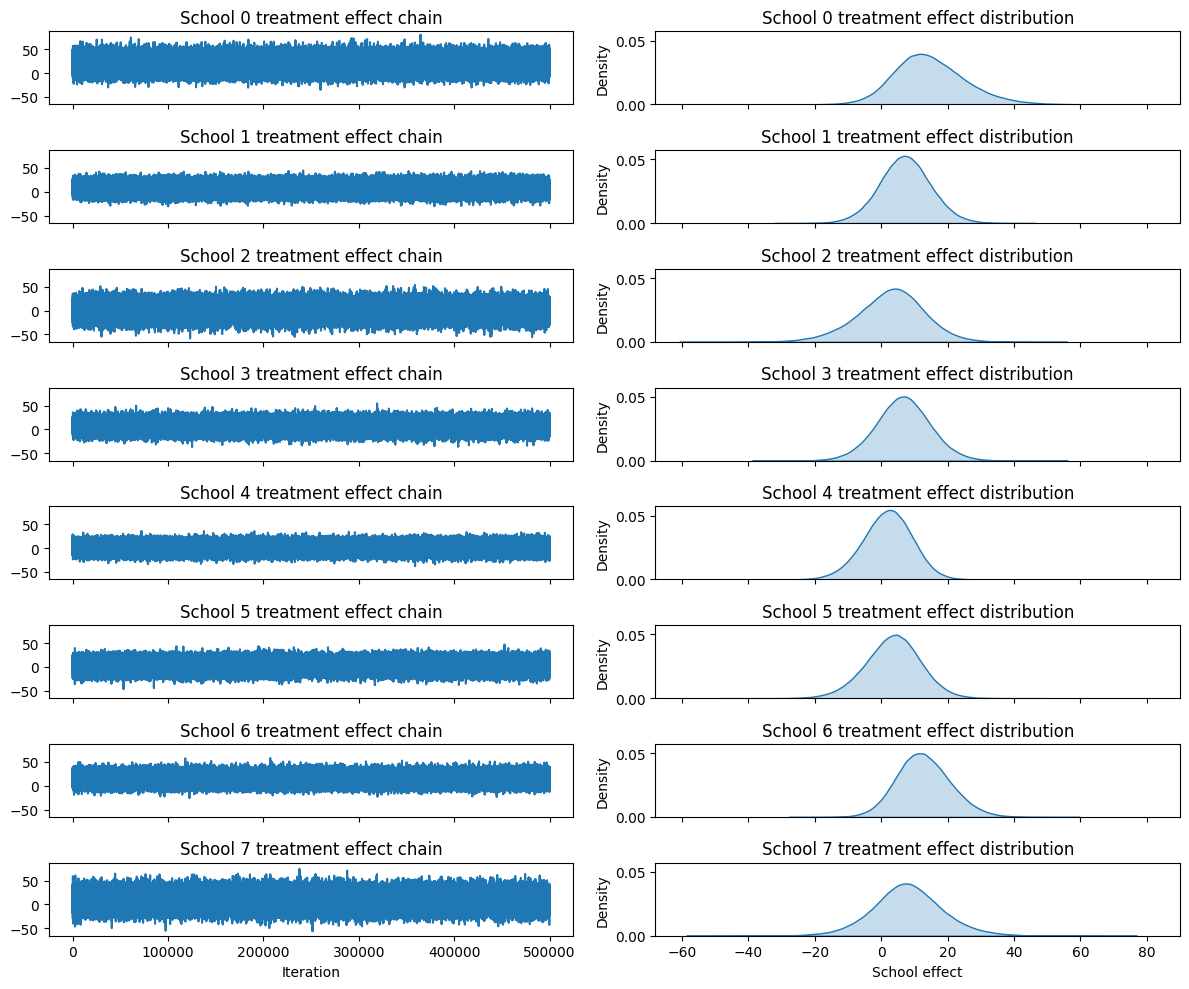 School 0 treatment effect chain
50
0
−50
School 0 treatment effect distribution
Density
0.05
0.00
School 1 treatment effect chain
50
0
−50
School 1 treatment effect distribution
Density
0.05
0.00
School 2 treatment effect chain
50
0
−50
School 2 treatment effect distribution
Density
0.05
0.00
School 3 treatment effect chain
50
0
−50
School 3 treatment effect distribution
Density
0.05
0.00
School 4 treatment effect chain
50
0
−50
School 4 treatment effect distribution
Density
0.05
0.00
School 5 treatment effect chain
50
0
−50
School 5 treatment effect distribution
Density
0.05
0.00
School 6 treatment effect chain
50
0
−50
School 6 treatment effect distribution
Density
0.05
0.00
School 7 treatment effect chain
50
0
−50
0 100000 200000 300000 400000 500000
Iteration
School 7 treatment effect distribution
Density
0.05
0.00
−60 −40 −20 0 20 40 60 80
School effect